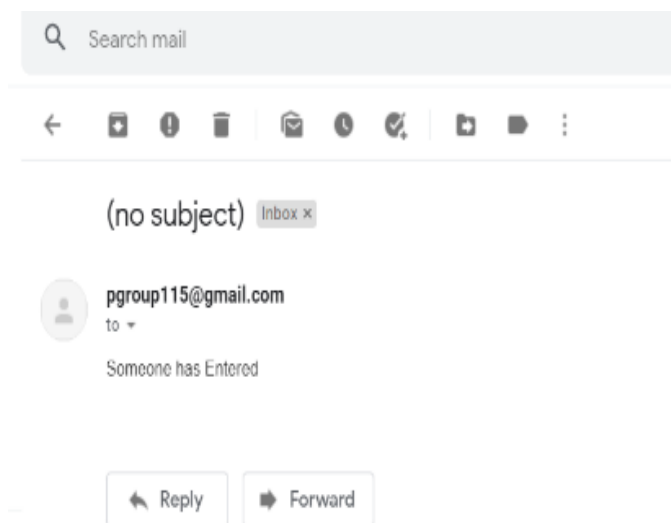 Search mail
(no subject) Inbox ×
pgroup115@gmail.com
to
Someone has Entered
Reply Forward